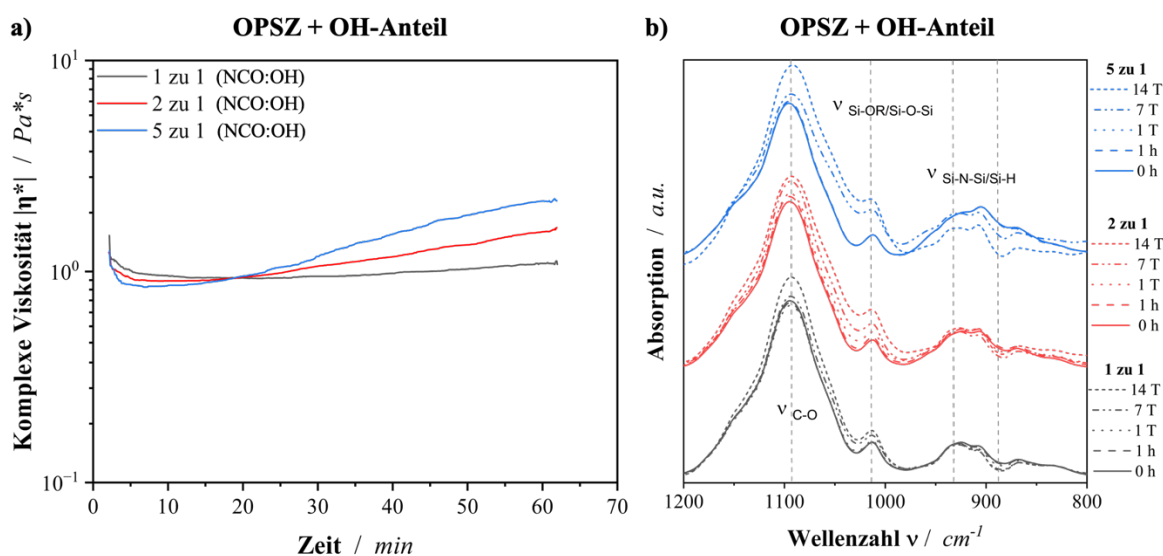 a)
OPSZ + OH-Anteil
Komplexe Viskosität |η*| / Pa*s
10¹
10⁰
10⁻¹
1 zu 1 (NCO:OH)
2 zu 1 (NCO:OH)
5 zu 1 (NCO:OH)
0 10 20 30 40 50 60 70
Zeit / min
b)
OPSZ + OH-Anteil
Absorption / a.u.
ν Si-OR/Si-O-Si
ν Si-N-Si/Si-H
ν C-O
1200 1100 1000 900 800
Wellenzahl ν / cm⁻¹
5 zu 1
14 T
7 T
1 T
1 h
0 h
2 zu 1
14 T
7 T
1 T
1 h
0 h
1 zu 1
14 T
7 T
1 T
1 h
0 h